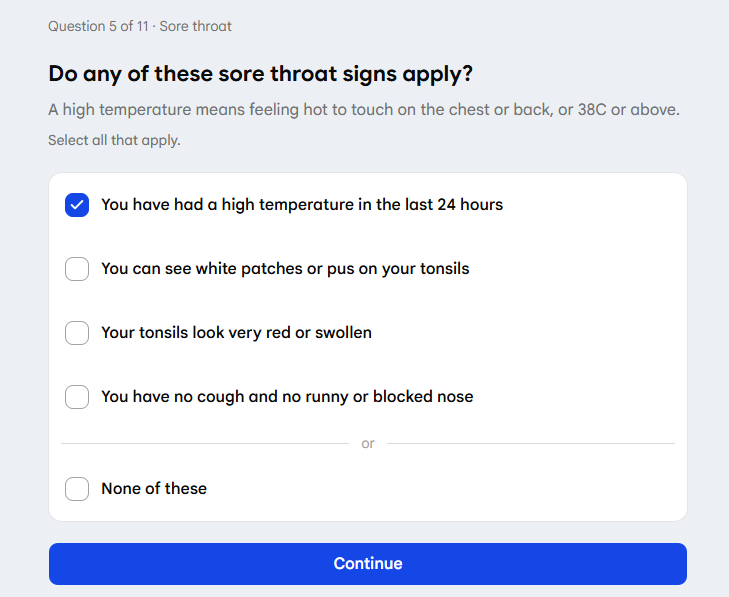 Question 5 of 11 · Sore throat
Do any of these sore throat signs apply?
A high temperature means feeling hot to touch on the chest or back, or 38C or above.
Select all that apply.
You have had a high temperature in the last 24 hours
You can see white patches or pus on your tonsils
Your tonsils look very red or swollen
You have no cough and no runny or blocked nose
or
None of these
Continue